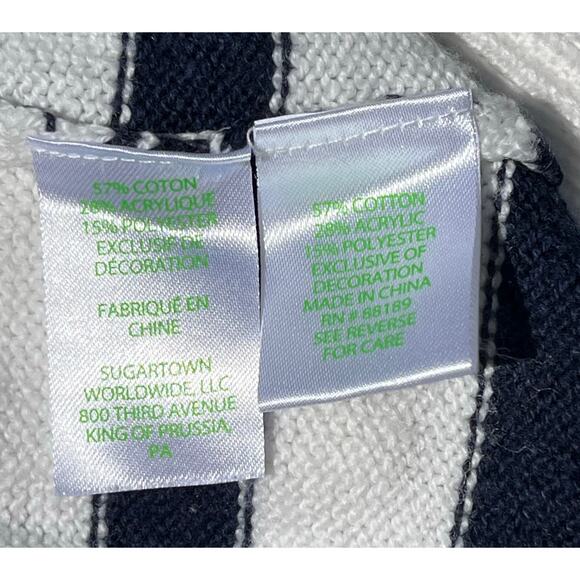 57% COTON
28% ACRYLIQUE
15% POLYESTER
EXCLUSIF DE
DÉCORATION
FABRIQUÉ EN
CHINE
SUGARTOWN
WORLDWIDE, LLC
800 THIRD AVENUE
KING OF PRUSSIA,
PA
57% COTTON
28% ACRYLIC
15% POLYESTER
EXCLUSIVE OF
DECORATION
MADE IN CHINA
RN # 88189
SEE REVERSE
FOR CARE